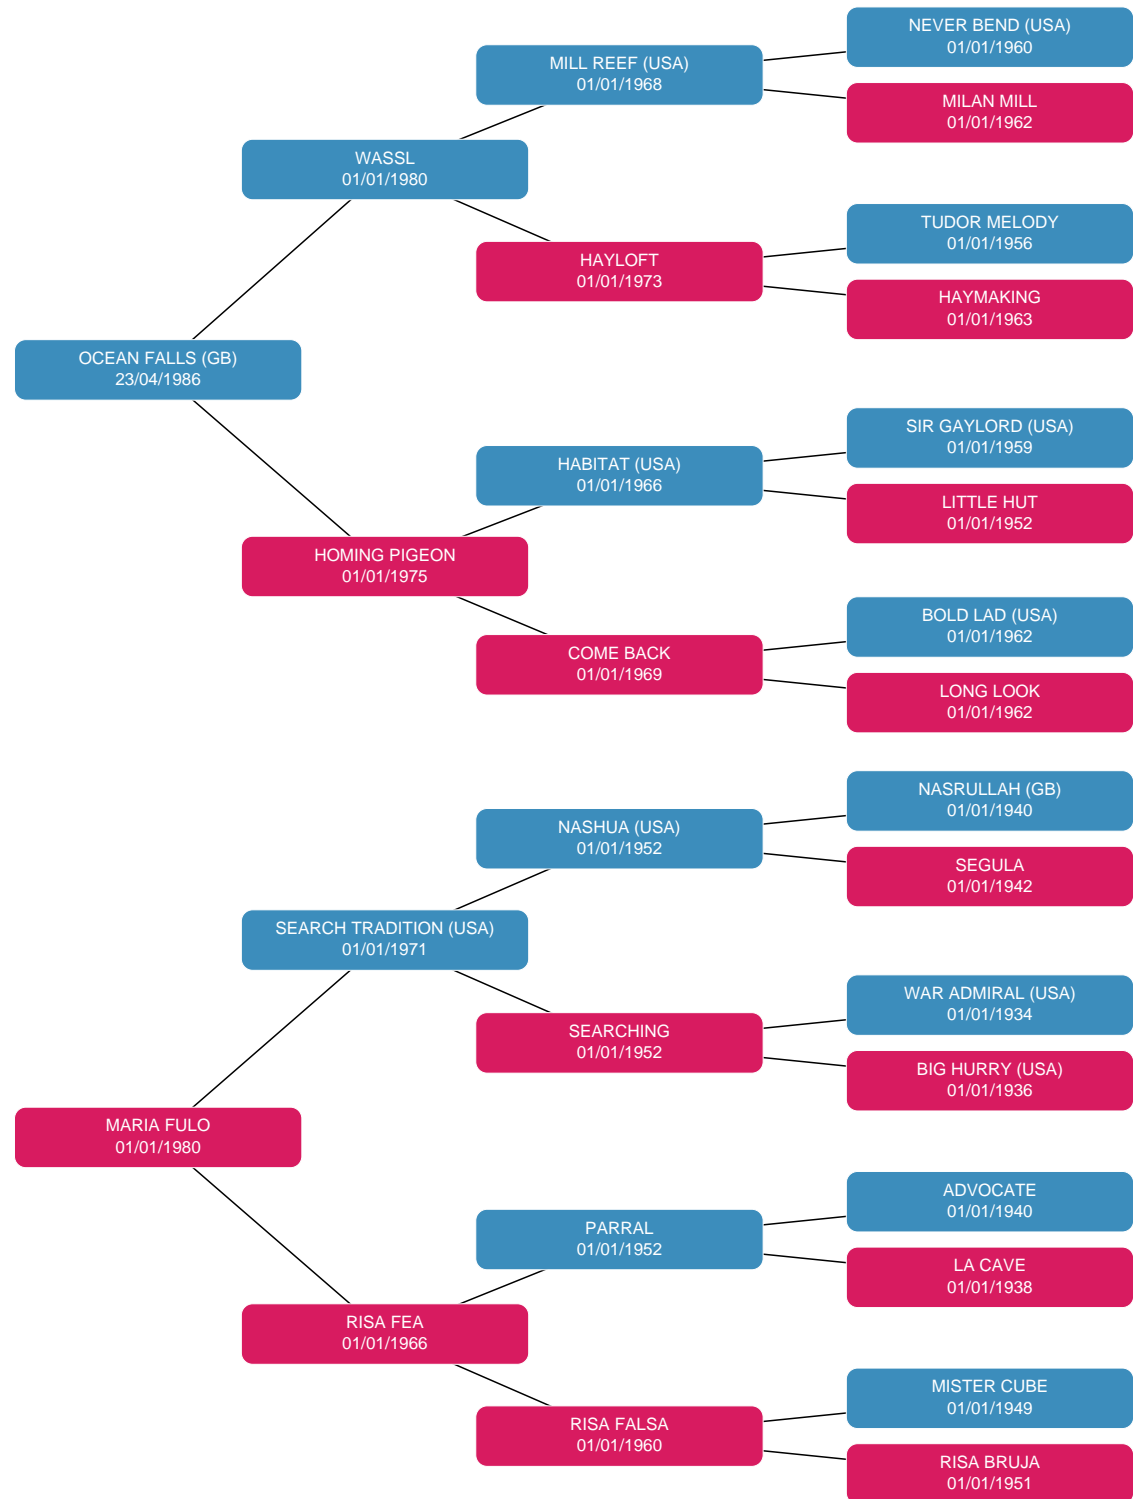 NEVER BEND (USA)
01/01/1960
MILL REEF (USA)
01/01/1968
MILAN MILL
01/01/1962
WASSL
01/01/1980
TUDOR MELODY
01/01/1956
HAYLOFT
01/01/1973
HAYMAKING
01/01/1963
OCEAN FALLS (GB)
23/04/1986
SIR GAYLORD (USA)
01/01/1959
HABITAT (USA)
01/01/1966
LITTLE HUT
01/01/1952
HOMING PIGEON
01/01/1975
BOLD LAD (USA)
01/01/1962
COME BACK
01/01/1969
LONG LOOK
01/01/1962
NASRULLAH (GB)
01/01/1940
NASHUA (USA)
01/01/1952
SEGULA
01/01/1942
SEARCH TRADITION (USA)
01/01/1971
WAR ADMIRAL (USA)
01/01/1934
SEARCHING
01/01/1952
BIG HURRY (USA)
01/01/1936
MARIA FULO
01/01/1980
ADVOCATE
01/01/1940
PARRAL
01/01/1952
LA CAVE
01/01/1938
RISA FEA
01/01/1966
MISTER CUBE
01/01/1949
RISA FALSA
01/01/1960
RISA BRUJA
01/01/1951